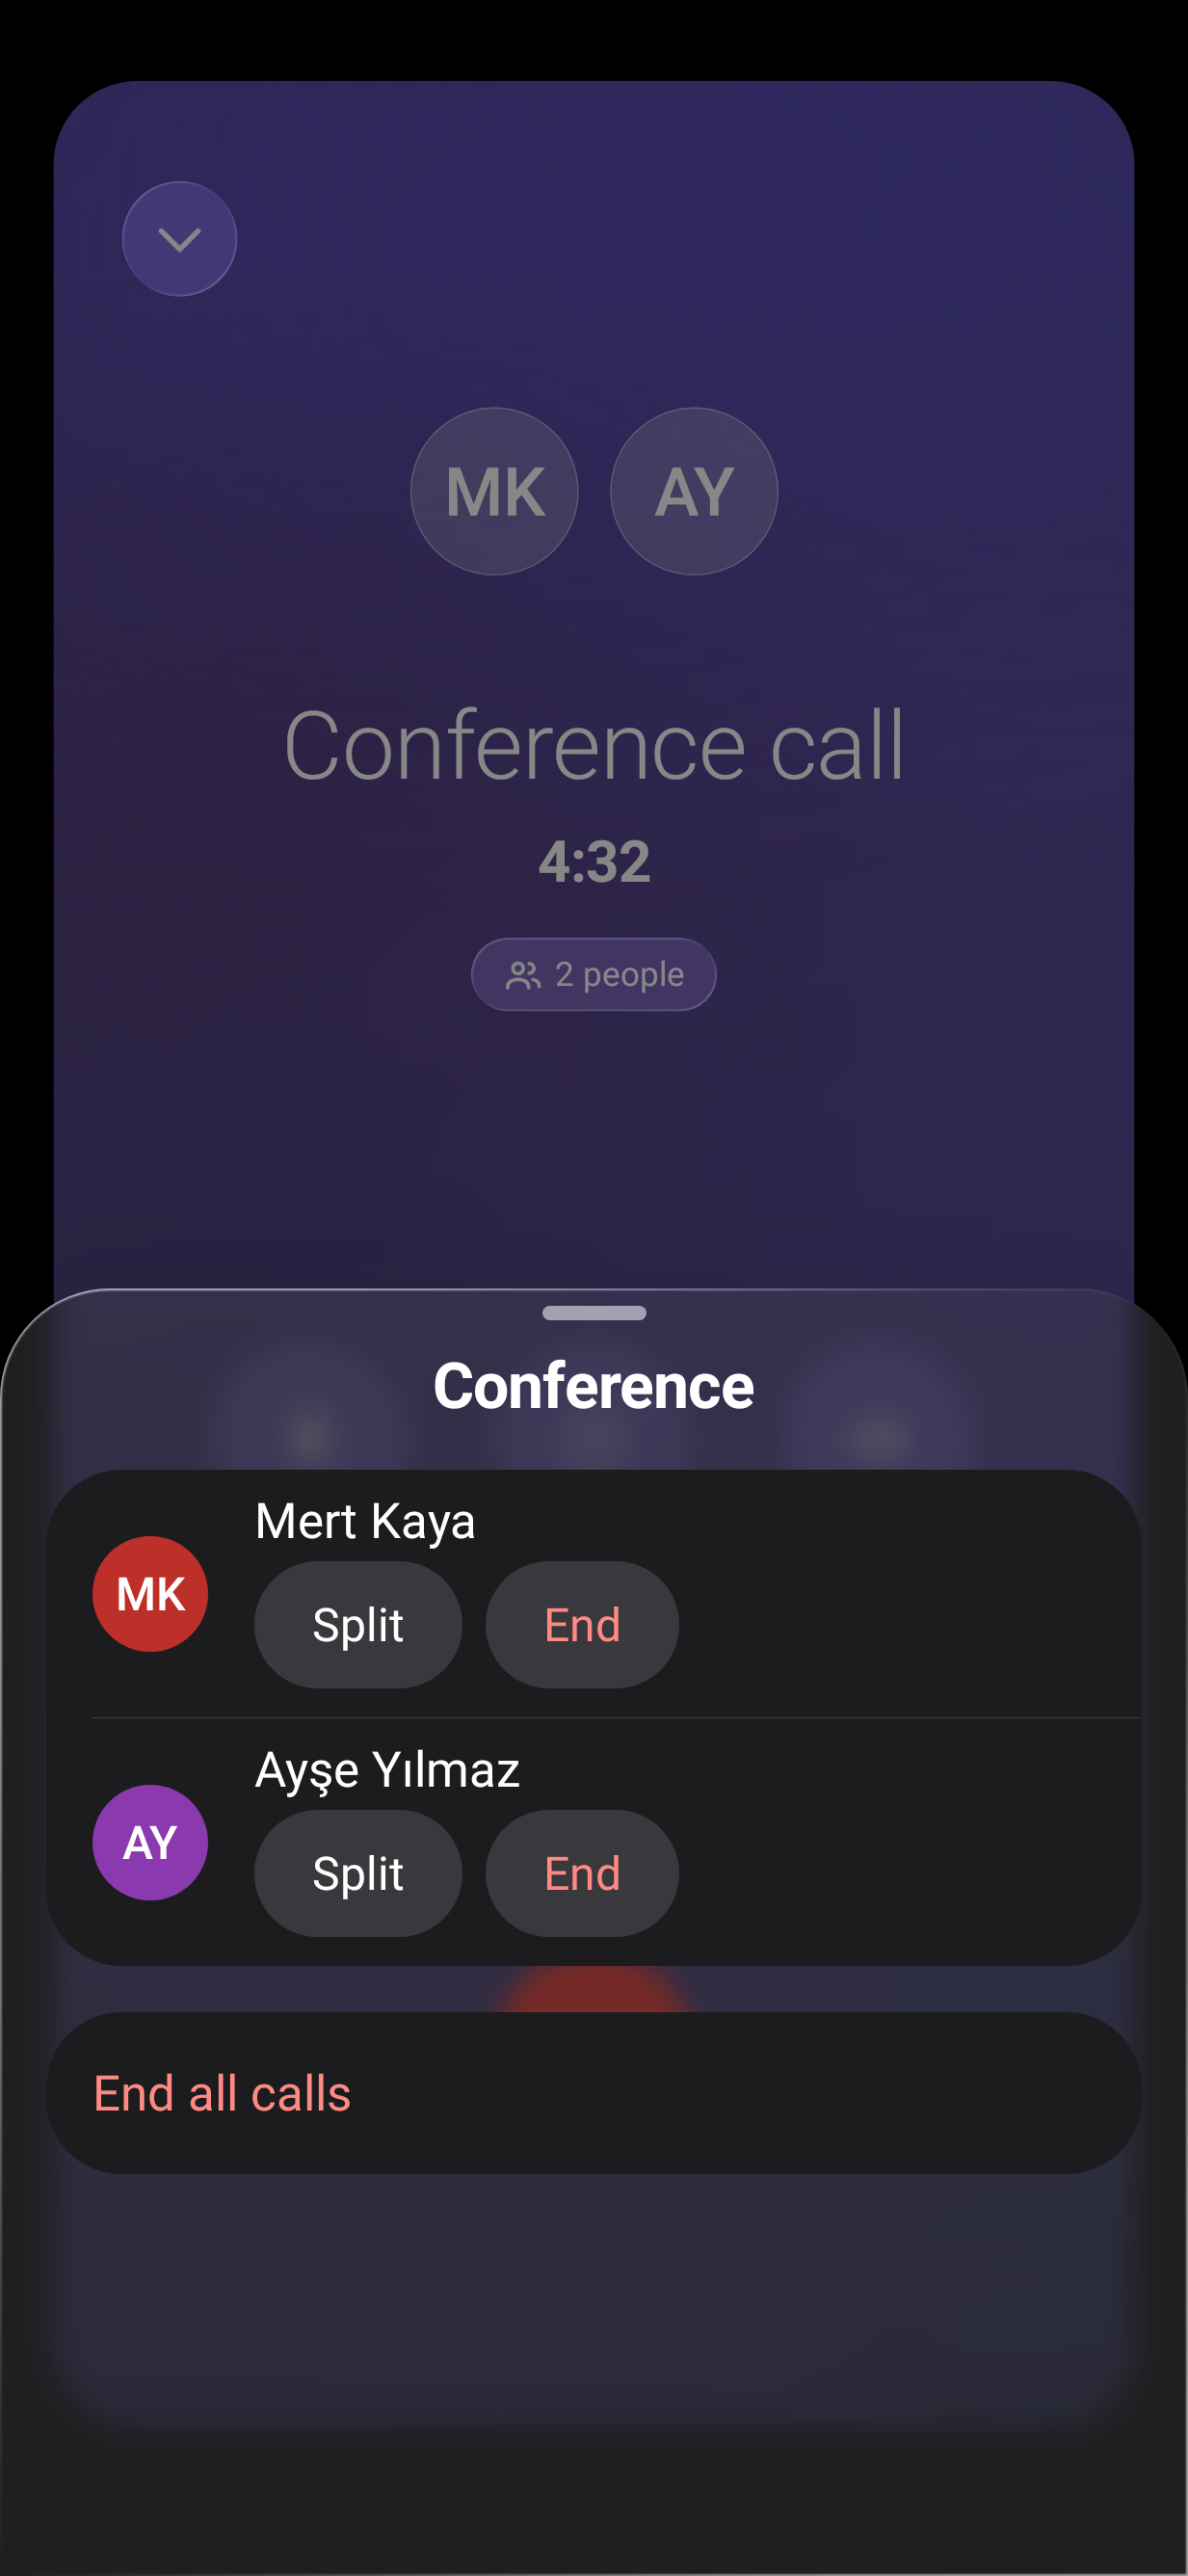 MK AY
Conference call
4:32
2 people
Conference
Mert Kaya
MK
Split End
Ayşe Yılmaz
AY
Split End
End all calls